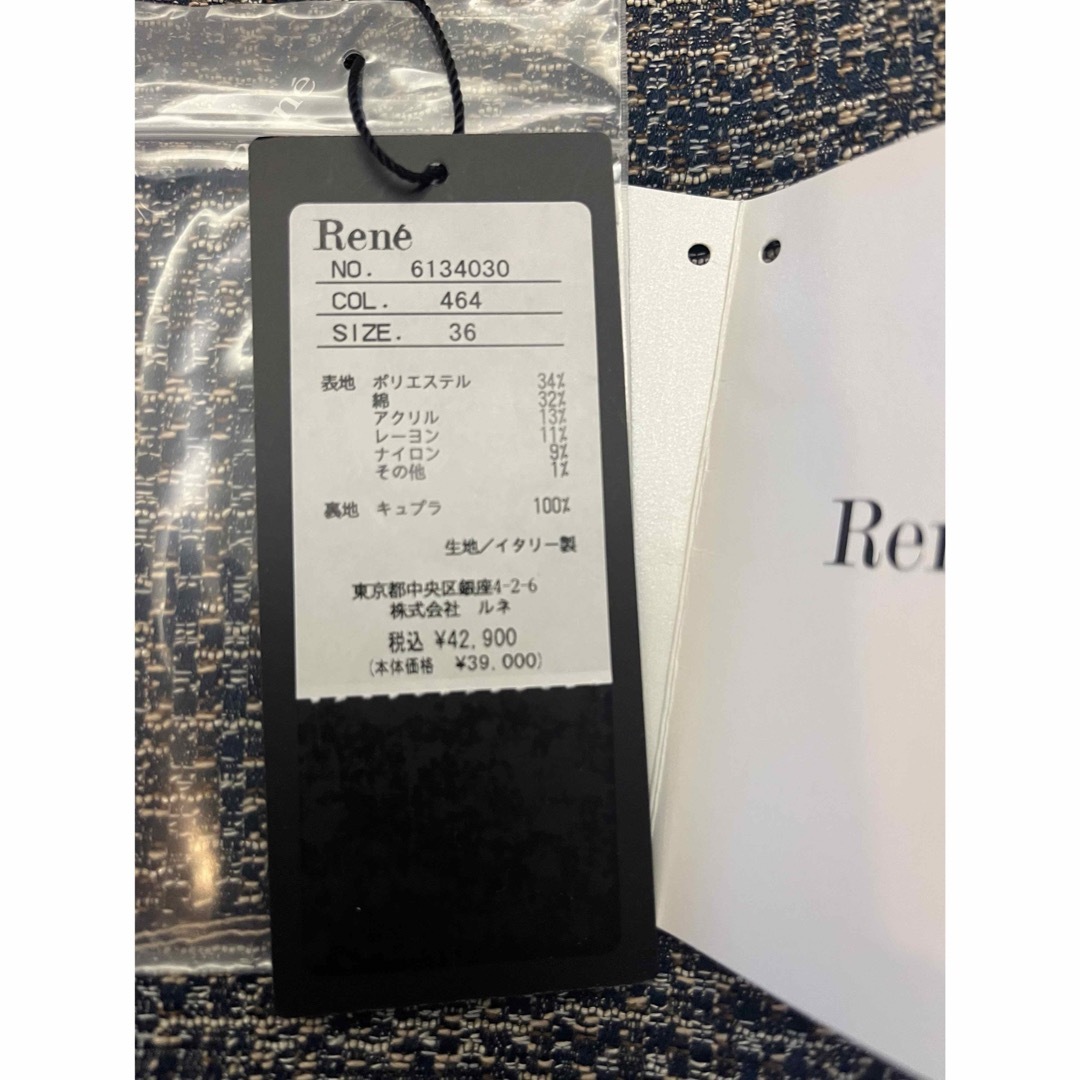 né
René
NO. 6134030
COL. 464
SIZE. 36
表地 ポリエステル 34%
綿 32%
アクリル 13%
レーヨン 11%
ナイロン 9%
その他 1%
裏地 キュプラ 100%
生地/イタリー製
東京都中央区銀座4-2-6
株式会社 ルネ
税込 ¥42,900
(本体価格 ¥39,000)
Re